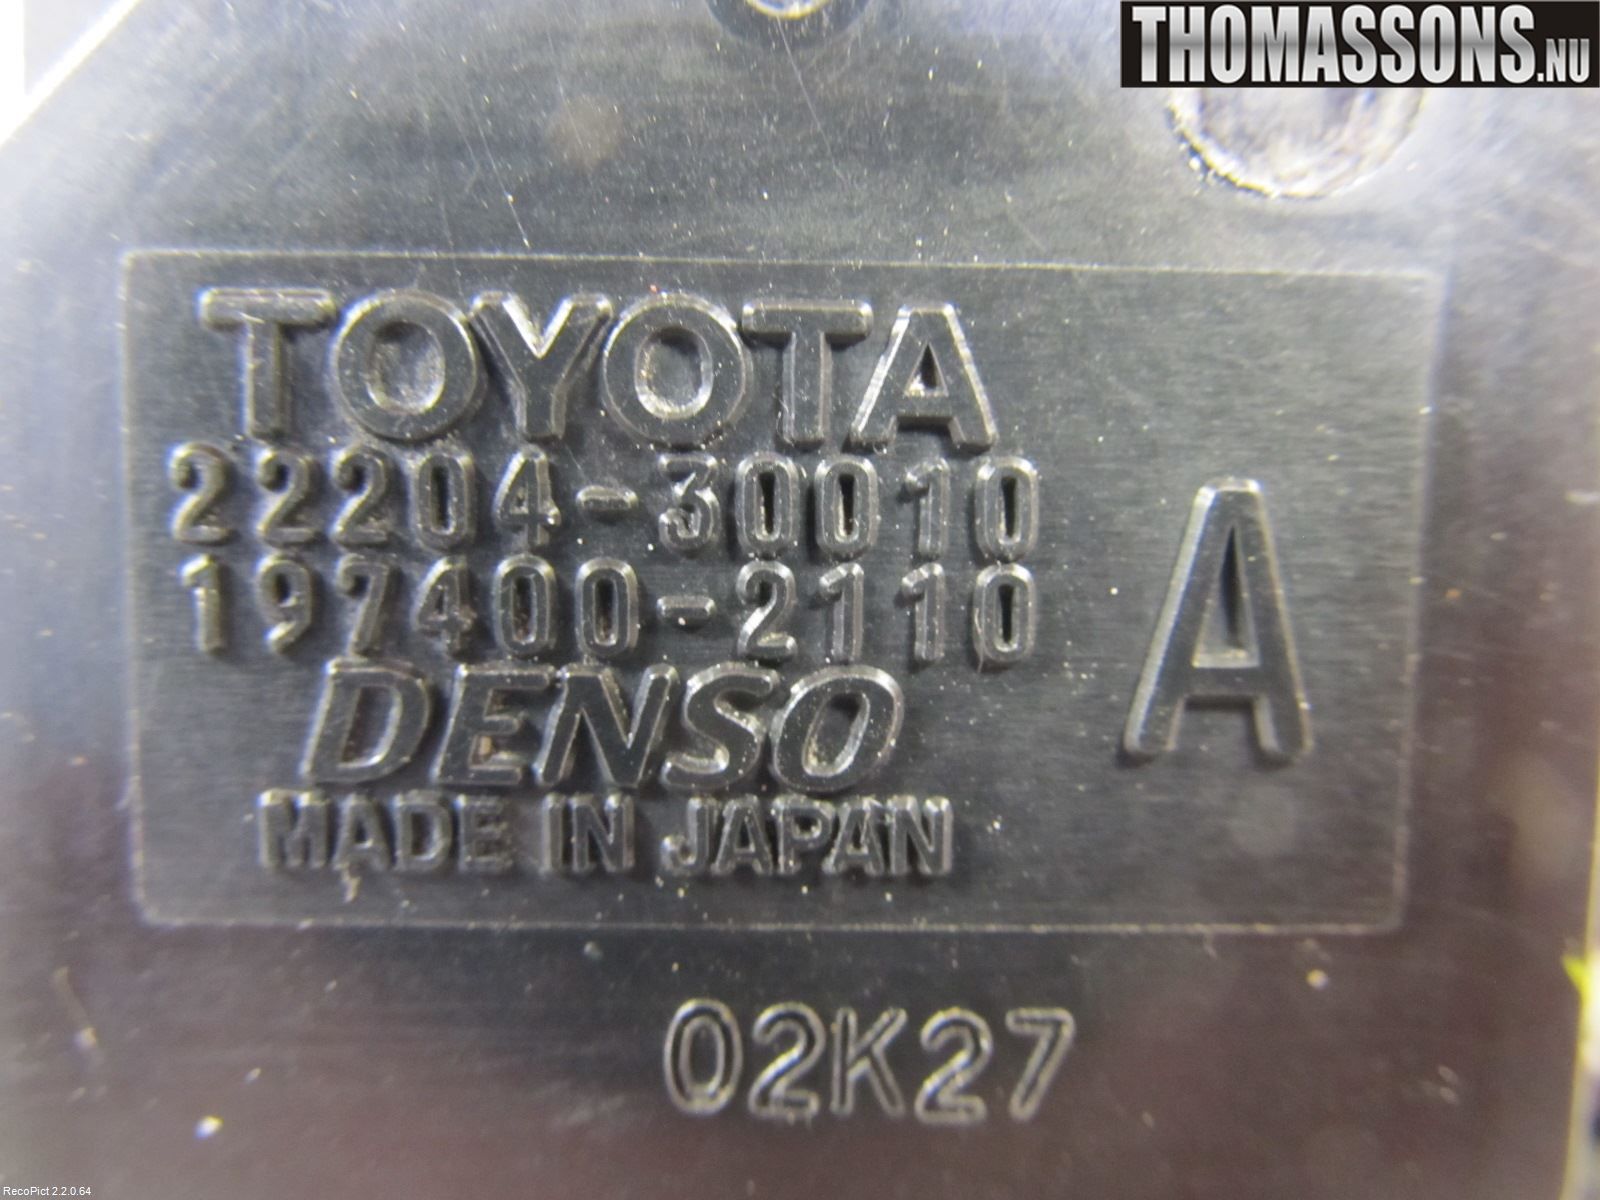 THOMASSONS.NU
TOYOTA
22204-30010
197400-2110
A
DENSO
MADE IN JAPAN
02K27
RecoPict 2.2.0.64